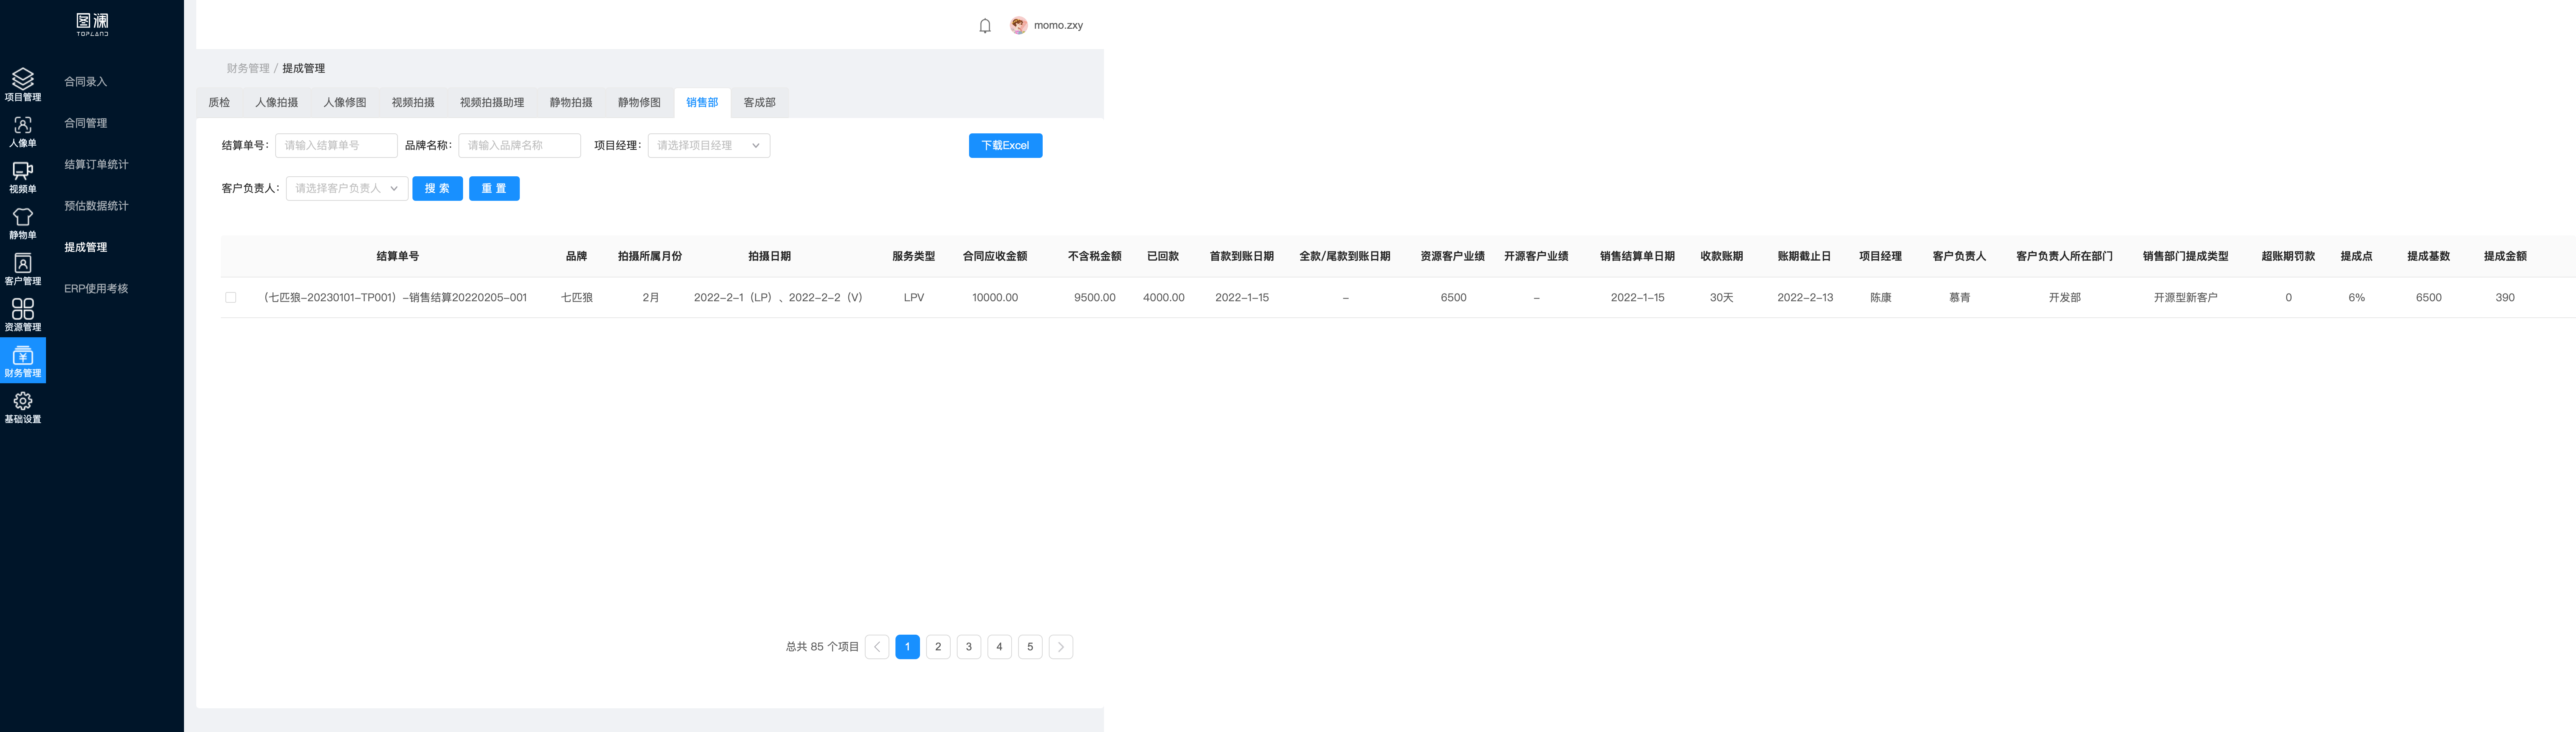 图澜
TOPLAND
momo.zxy
项目管理
人像单
视频单
静物单
客户管理
资源管理
财务管理
基础设置
合同录入
合同管理
结算订单统计
预估数据统计
提成管理
ERP使用考核
财务管理 / 提成管理
质检 人像拍摄 人像修图 视频拍摄 视频拍摄助理 静物拍摄 静物修图 销售部 客成部
结算单号： 请输入结算单号 品牌名称： 请输入品牌名称 项目经理： 请选择项目经理 下载Excel
客户负责人： 请选择客户负责人 搜 索 重 置
结算单号 品牌 拍摄所属月份 拍摄日期 服务类型 合同应收金额 不含税金额 已回款 首款到账日期 全款/尾款到账日期 资源客户业绩 开源客户业绩 销售结算单日期 收款账期 账期截止日 项目经理 客户负责人 客户负责人所在部门 销售部门提成类型 超账期罚款 提成点 提成基数 提成金额
（七匹狼-20230101-TP001）-销售结算20220205-001 七匹狼 2月 2022-2-1（LP）、2022-2-2（V） LPV 10000.00 9500.00 4000.00 2022-1-15 - 6500 - 2022-1-15 30天 2022-2-13 陈康 慕青 开发部 开源型新客户 0 6% 6500 390
总共 85 个项目 1 2 3 4 5